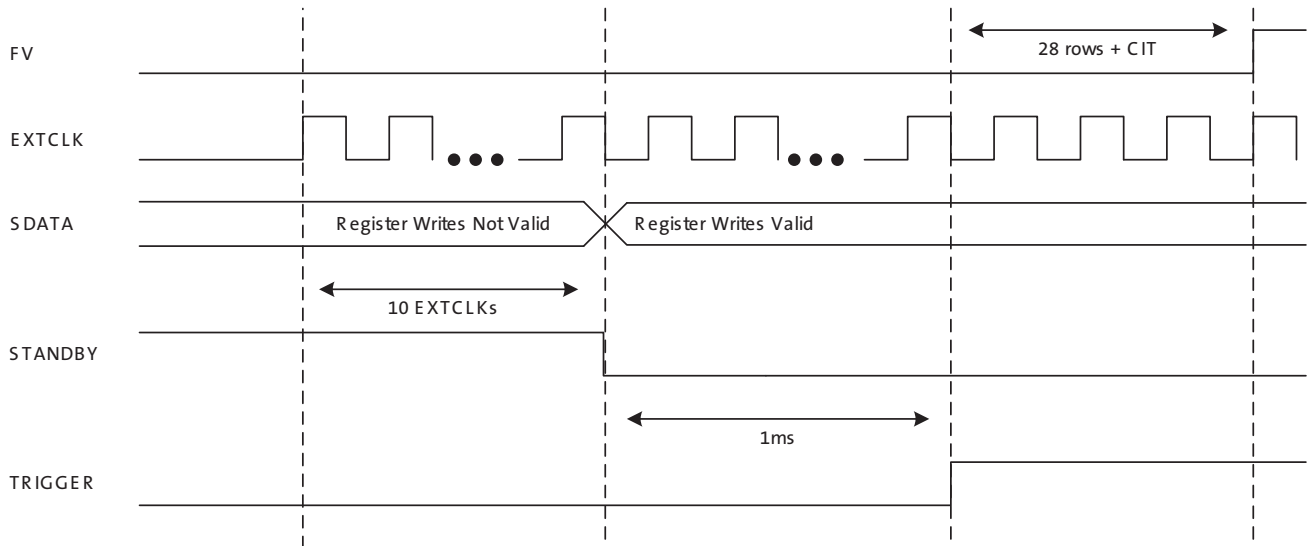 28 rows + CIT
FV
EXTCLK
SDATA
Register Writes Not Valid
Register Writes Valid
10 EXTCLKs
STANDBY
1ms
TRIGGER